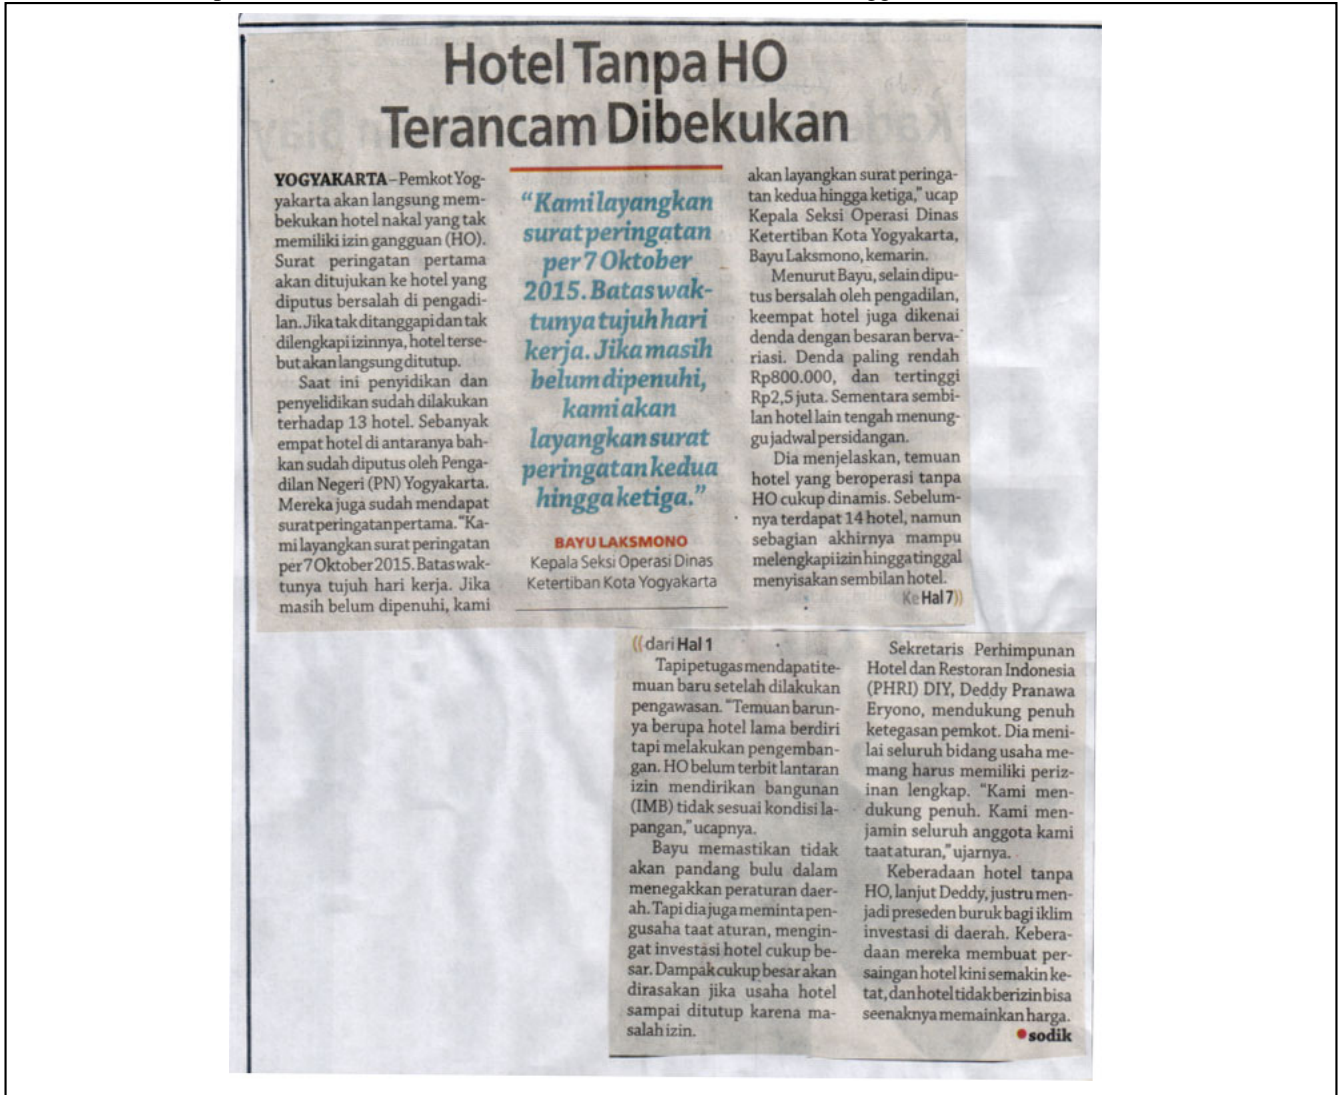 Hotel Tanpa HO
Terancam Dibekukan
YOGYAKARTA–Pemkot Yog-
yakarta akan langsung mem-
bekukan hotel nakal yang tak
memiliki izin gangguan (HO).
Surat peringatan pertama
akan ditujukan ke hotel yang
diputus bersalah di pengadi-
lan. Jika tak ditanggapi dan tak
dilengkapi izinnya, hotel terse-
but akan langsung ditutup.
Saat ini penyidikan dan
penyelidikan sudah dilakukan
terhadap 13 hotel. Sebanyak
empat hotel di antaranya bah-
kan sudah diputus oleh Penga-
dilan Negeri (PN) Yogyakarta.
Mereka juga sudah mendapat
surat peringatan pertama. “Ka-
mi layangkan surat peringatan
per 7 Oktober 2015. Batas wak-
tunya tujuh hari kerja. Jika
masih belum dipenuhi, kami
“Kami layangkan
surat peringatan
per 7 Oktober
2015. Batas wak-
tunya tujuh hari
kerja. Jika masih
belum dipenuhi,
kami akan
layangkan surat
peringatan kedua
hingga ketiga.”
BAYU LAKSMONO
Kepala Seksi Operasi Dinas
Ketertiban Kota Yogyakarta
akan layangkan surat peringa-
tan kedua hingga ketiga,” ucap
Kepala Seksi Operasi Dinas
Ketertiban Kota Yogyakarta,
Bayu Laksmono, kemarin.
Menurut Bayu, selain dipu-
tus bersalah oleh pengadilan,
keempat hotel juga dikenai
denda dengan besaran berva-
riasi. Denda paling rendah
Rp800.000, dan tertinggi
Rp2,5 juta. Sementara sembi-
lan hotel lain tengah menung-
gu jadwal persidangan.
Dia menjelaskan, temuan
hotel yang beroperasi tanpa
HO cukup dinamis. Sebelum-
nya terdapat 14 hotel, namun
sebagian akhirnya mampu
melengkapi izin hingga tinggal
menyisakan sembilan hotel.
Ke Hal 7))
((dari Hal 1
Tapi petugas mendapati te-
muan baru setelah dilakukan
pengawasan. “Temuan barun-
ya berupa hotel lama berdiri
tapi melakukan pengemban-
gan. HO belum terbit lantaran
izin mendirikan bangunan
(IMB) tidak sesuai kondisi la-
pangan,” ucapnya.
Bayu memastikan tidak
akan pandang bulu dalam
menegakkan peraturan daer-
ah. Tapi dia juga meminta pen-
gusaha taat aturan, mengin-
gat investasi hotel cukup be-
sar. Dampak cukup besar akan
dirasakan jika usaha hotel
sampai ditutup karena ma-
salah izin.
Sekretaris Perhimpunan
Hotel dan Restoran Indonesia
(PHRI) DIY, Deddy Pranawa
Eryono, mendukung penuh
ketegasan pemkot. Dia meni-
lai seluruh bidang usaha me-
mang harus memiliki periz-
inan lengkap. “Kami men-
dukung penuh. Kami men-
jamin seluruh anggota kami
taat aturan,” ujarnya.
Keberadaan hotel tanpa
HO, lanjut Deddy, justru men-
jadi preseden buruk bagi iklim
investasi di daerah. Kebera-
daan mereka membuat per-
saingan hotel kini semakin ke-
tat, dan hotel tidak berizin bisa
seenaknya memainkan harga.
●sodik